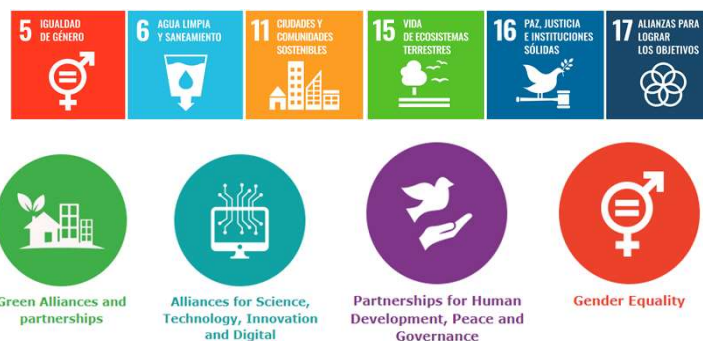 5 IGUALDAD
DE GÉNERO
6 AGUA LIMPIA
Y SANEAMIENTO
11 CIUDADES Y
COMUNIDADES
SOSTENIBLES
15 VIDA
DE ECOSISTEMAS
TERRESTRES
16 PAZ, JUSTICIA
E INSTITUCIONES
SÓLIDAS
17 ALIANZAS PARA
LOGRAR
LOS OBJETIVOS
Green Alliances and
partnerships
Alliances for Science,
Technology, Innovation
and Digital
Partnerships for Human
Development, Peace and
Governance
Gender Equality